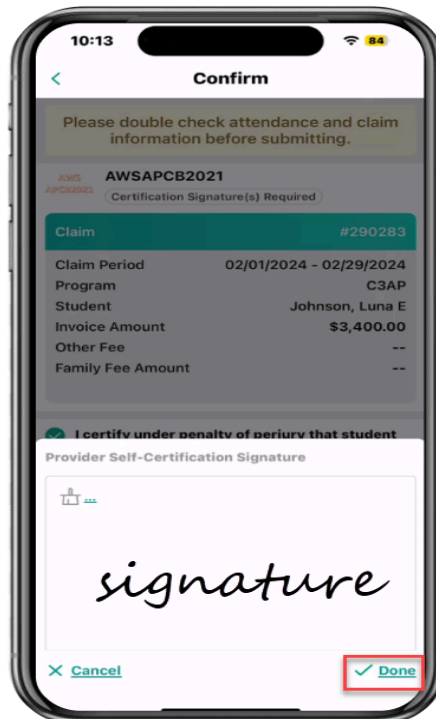 10:13
84
Confirm
Please double check attendance and claim
information before submitting.
AWS
APCB2021
AWSAPCB2021
Certification Signature(s) Required
Claim #290283
Claim Period 02/01/2024 - 02/29/2024
Program C3AP
Student Johnson, Luna E
Invoice Amount $3,400.00
Other Fee --
Family Fee Amount --
I certify under penalty of perjury that student
Provider Self-Certification Signature
...
signature
Cancel Done